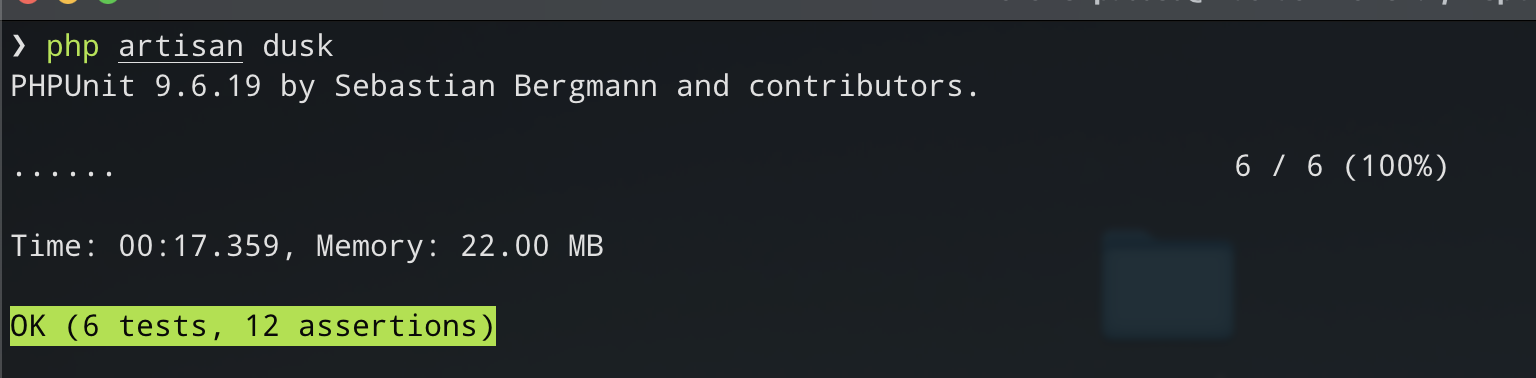 ❯ php artisan dusk
PHPUnit 9.6.19 by Sebastian Bergmann and contributors.
...... 6 / 6 (100%)
Time: 00:17.359, Memory: 22.00 MB
OK (6 tests, 12 assertions)